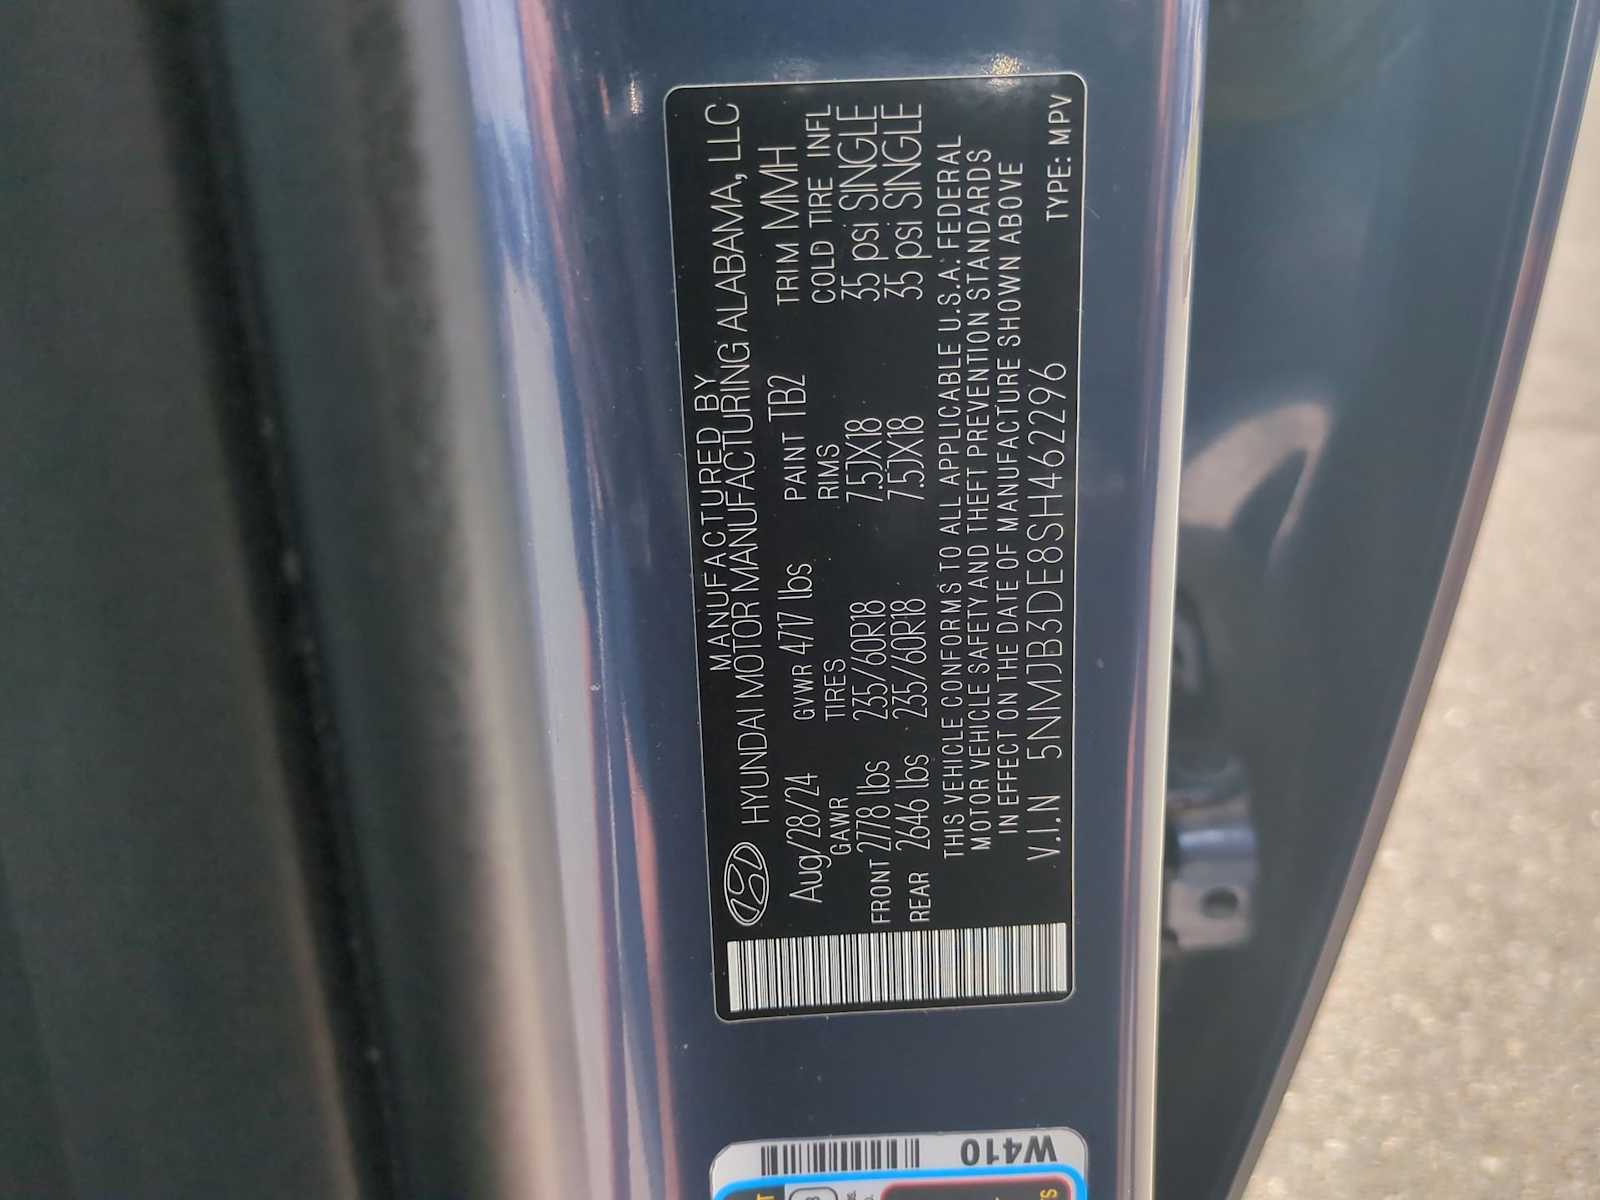 MANUFACTURED BY
HYUNDAI MOTOR MANUFACTURING ALABAMA, LLC
Aug/28/24 GVWR 4717 lbs PAINT TB2 TRIM MMH
GAWR TIRES RIMS COLD TIRE INFL
FRONT 2778 lbs 235/60R18 7.5JX18 35 psi SINGLE
REAR 2646 lbs 235/60R18 7.5JX18 35 psi SINGLE
THIS VEHICLE CONFORMS TO ALL APPLICABLE U.S.A. FEDERAL
MOTOR VEHICLE SAFETY AND THEFT PREVENTION STANDARDS
IN EFFECT ON THE DATE OF MANUFACTURE SHOWN ABOVE
V.I.N 5NMJB3DE8SH462296 TYPE: MPV
W410